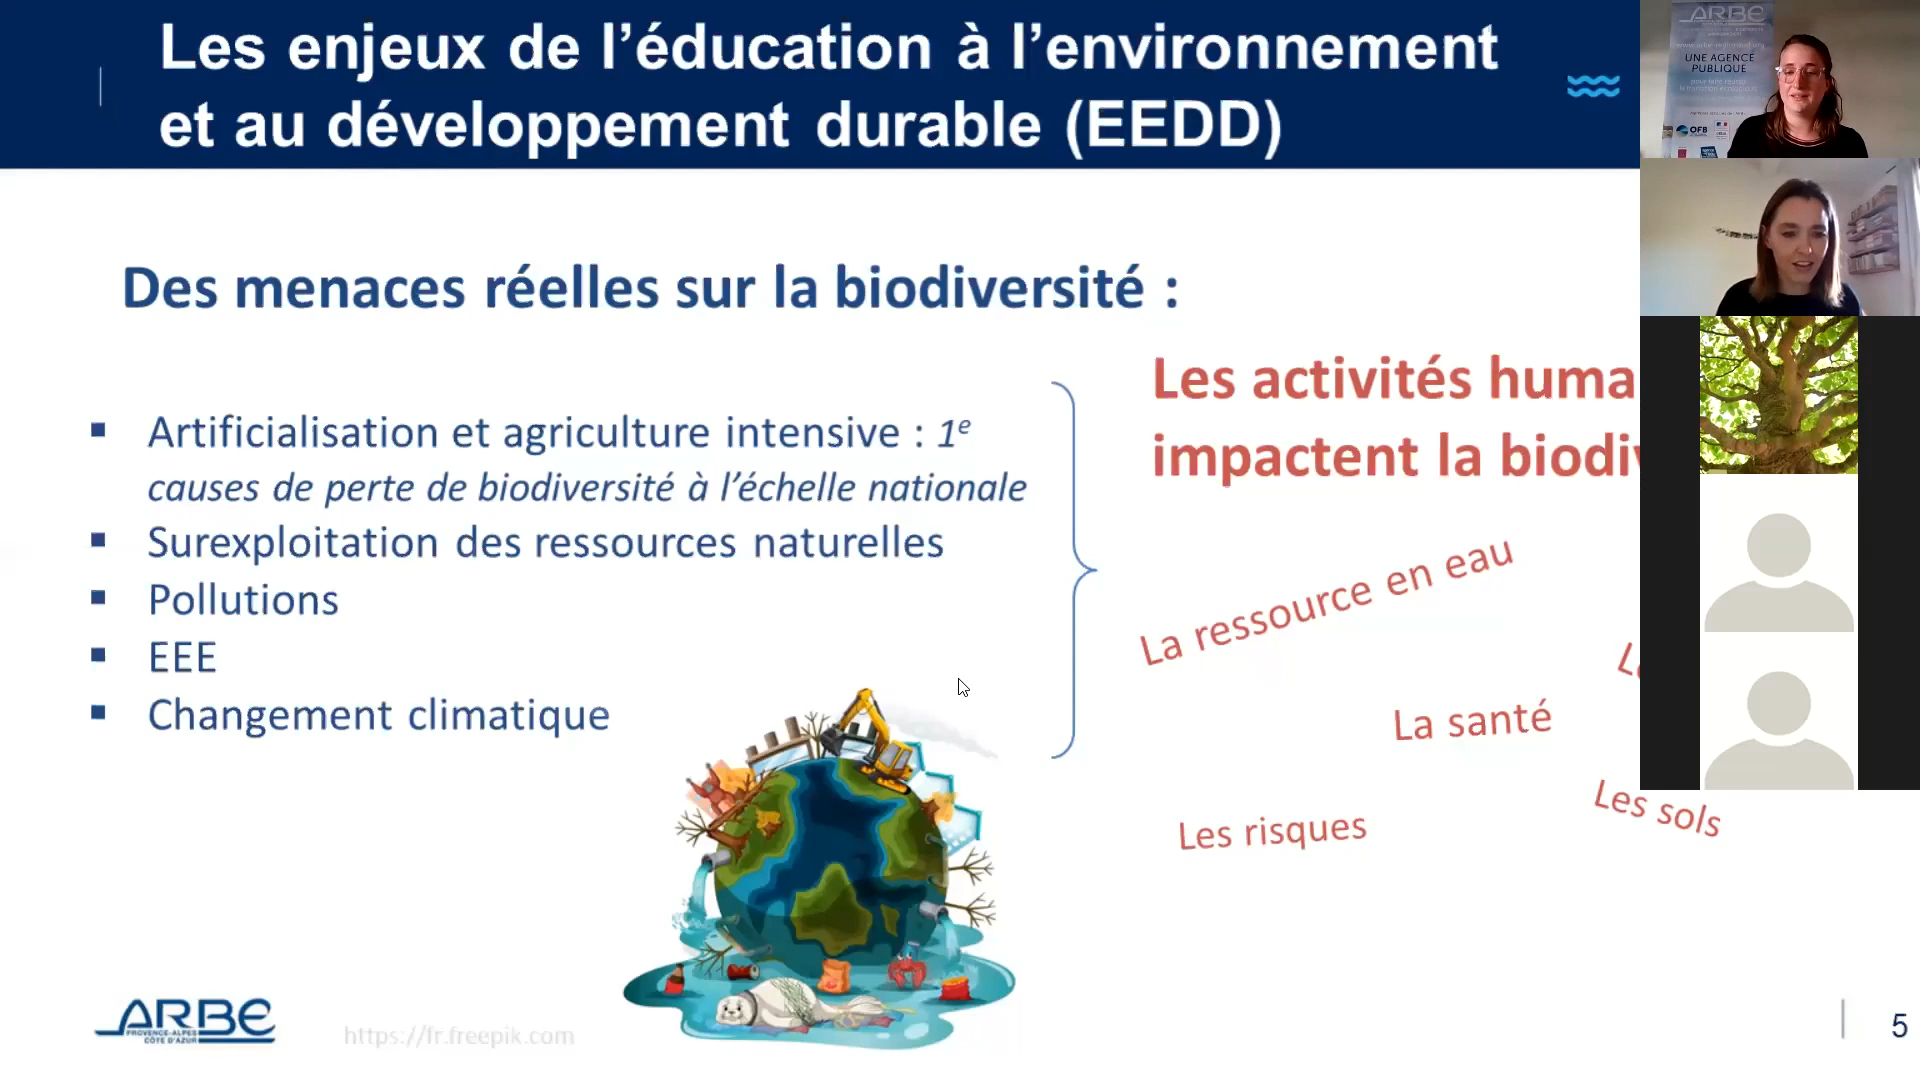 Les enjeux de l’éducation à l’environnement
et au développement durable (EEDD)
Des menaces réelles sur la biodiversité :
Artificialisation et agriculture intensive : 1e
causes de perte de biodiversité à l’échelle nationale
Surexploitation des ressources naturelles
Pollutions
EEE
Changement climatique
Les activités huma
impactent la biodi
La ressource en eau
La santé
Les risques
Les sols
ARBE
PROVENCE-ALPES
CÔTE D’AZUR
https://fr.freepik.com
5
ARBE
UNE AGENCE
PUBLIQUE
OFB